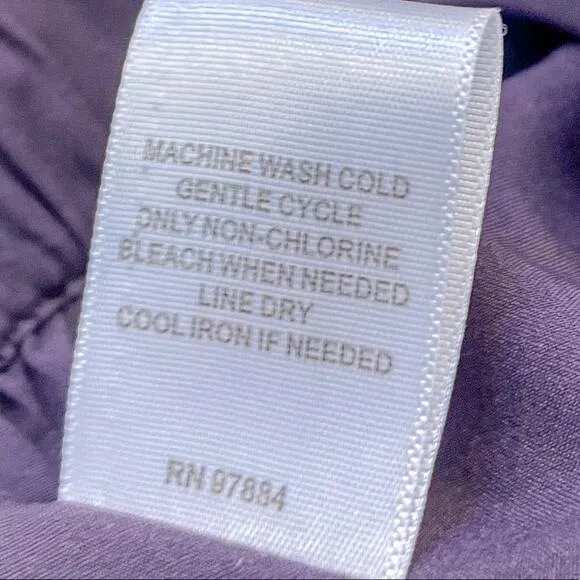 MACHINE WASH COLD
GENTLE CYCLE
ONLY NON-CHLORINE
BLEACH WHEN NEEDED
LINE DRY
COOL IRON IF NEEDED
RN 97884